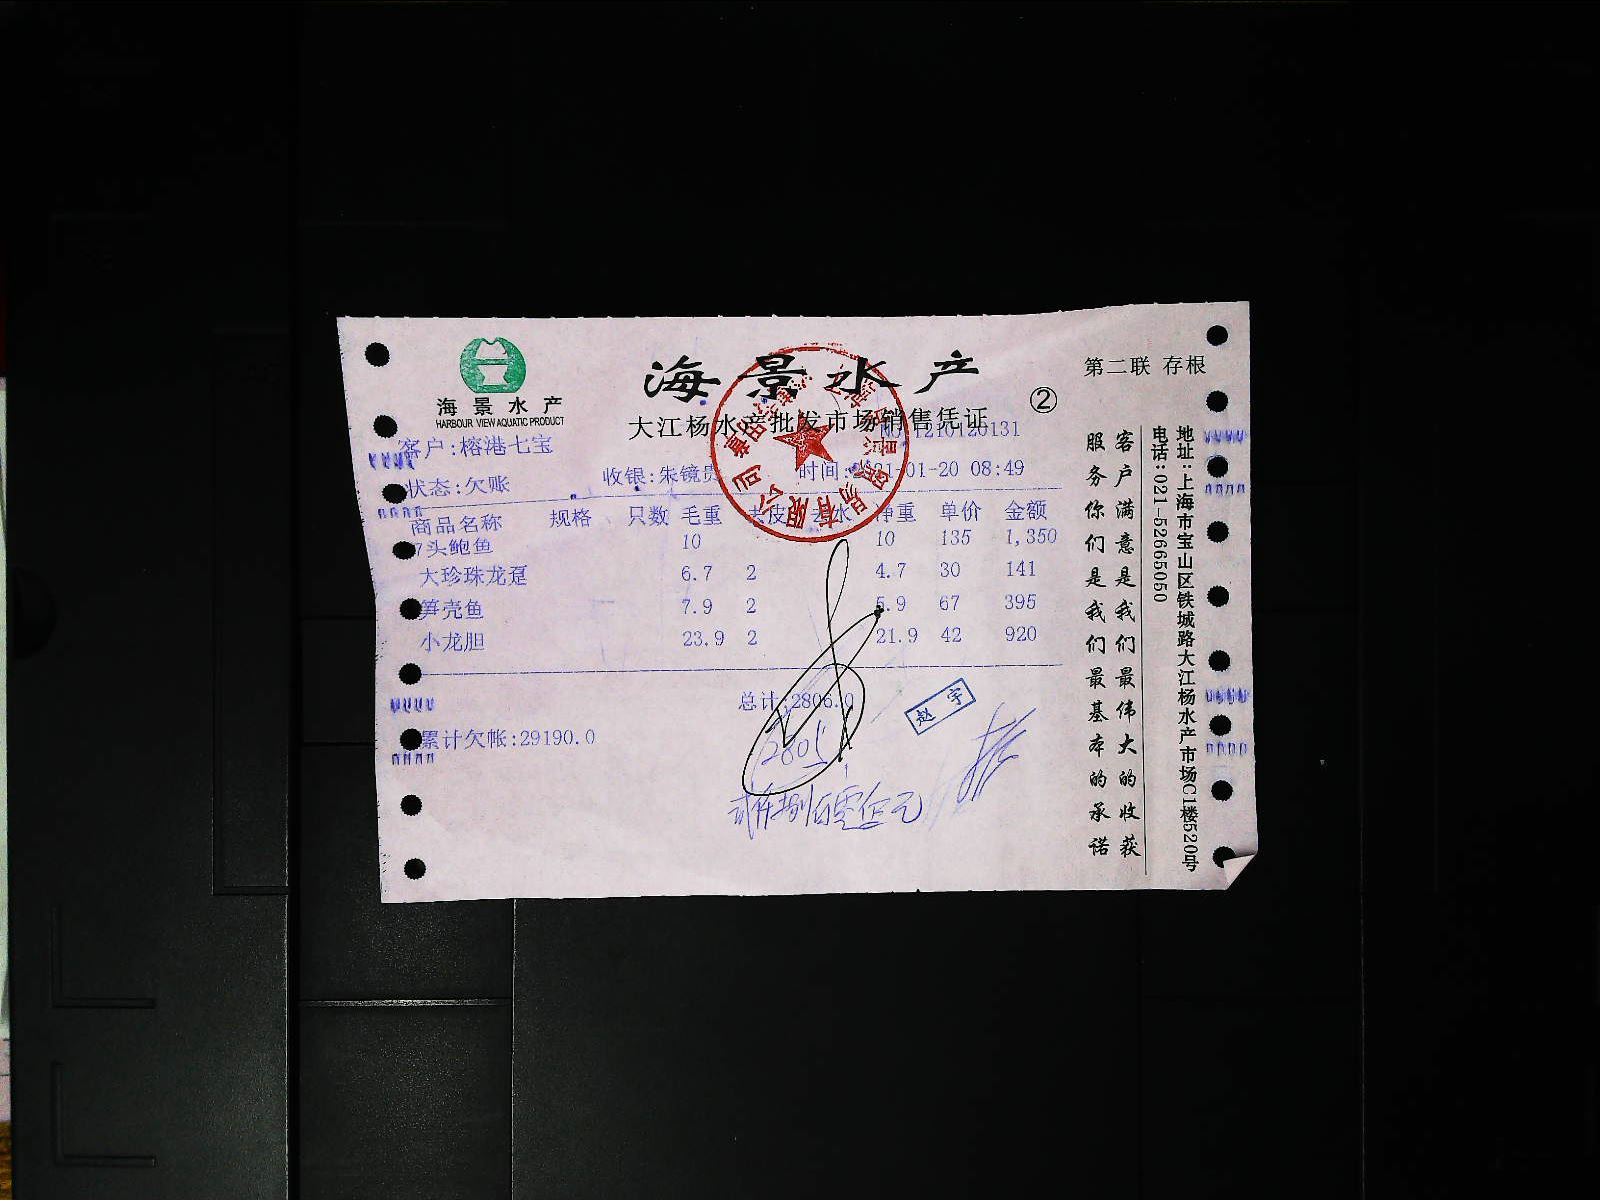 海景水产
第二联 存根
②
海景水产
HARBOUR VIEW AQUATIC PRODUCT
大江杨水产批发市场销售凭证
客户:榕港七宝
1210120131
状态:欠账 收银:朱镜贵 时间:2021-01-20 08:49
商品名称 规格 只数 毛重 去皮 去水 净重 单价 金额
7头鲍鱼 10 10 135 1,350
大珍珠龙趸 6.7 2 4.7 30 141
笋壳鱼 7.9 2 5.9 67 395
小龙胆 23.9 2 21.9 42 920
总计:2806.0
累计欠帐:29190.0
赵宇
2805
贰仟捌佰零伍元
客户满意是我们最伟大的收获
服务你们是我们最基本的承诺
地址:上海市宝山区铁城路大江杨水产市场C1楼520号
电话:021-52665050